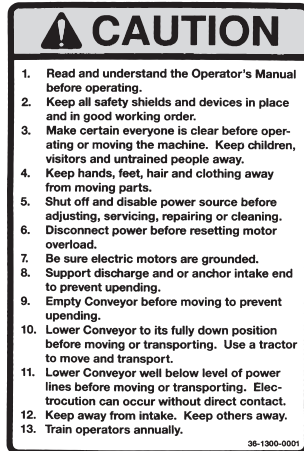 CAUTION
1. Read and understand the Operator's Manual
before operating.
2. Keep all safety shields and devices in place
and in good working order.
3. Make certain everyone is clear before oper-
ating or moving the machine. Keep children,
visitors and untrained people away.
4. Keep hands, feet, hair and clothing away
from moving parts.
5. Shut off and disable power source before
adjusting, servicing, repairing or cleaning.
6. Disconnect power before resetting motor
overload.
7. Be sure electric motors are grounded.
8. Support discharge and or anchor intake end
to prevent upending.
9. Empty Conveyor before moving to prevent
upending.
10. Lower Conveyor to its fully down position
before moving or transporting. Use a tractor
to move and transport.
11. Lower Conveyor well below level of power
lines before moving or transporting. Elec-
trocution can occur without direct contact.
12. Keep away from intake. Keep others away.
13. Train operators annually.
36-1300-0001